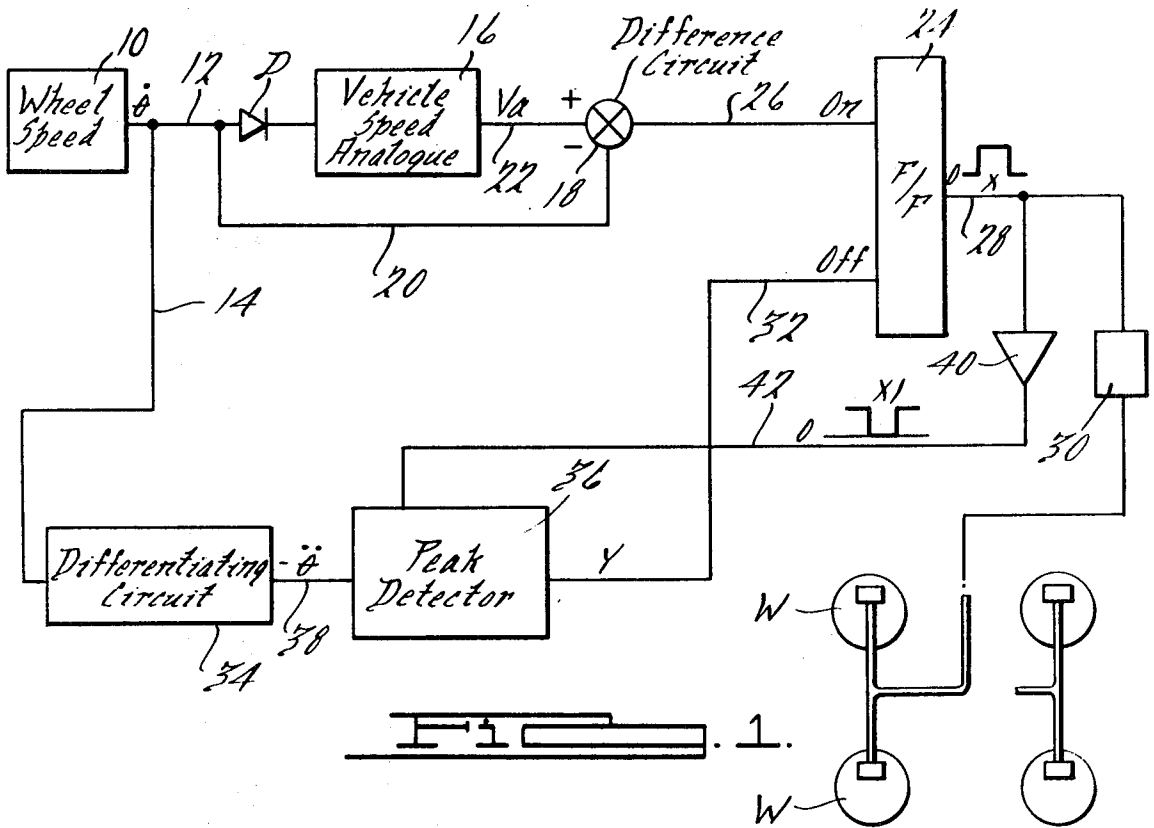 10
Wheel
Speed
θ̇
12
D
16
Vehicle
Speed
Analogue
Va
22
+
-
18
Difference
Circuit
26
On
24
F/F
0
X
28
20
14
Off
32
40
30
42
0
X1
36
Peak
Detector
Y
Differentiating
Circuit
- θ̈
38
34
W
W
Fig. 1.